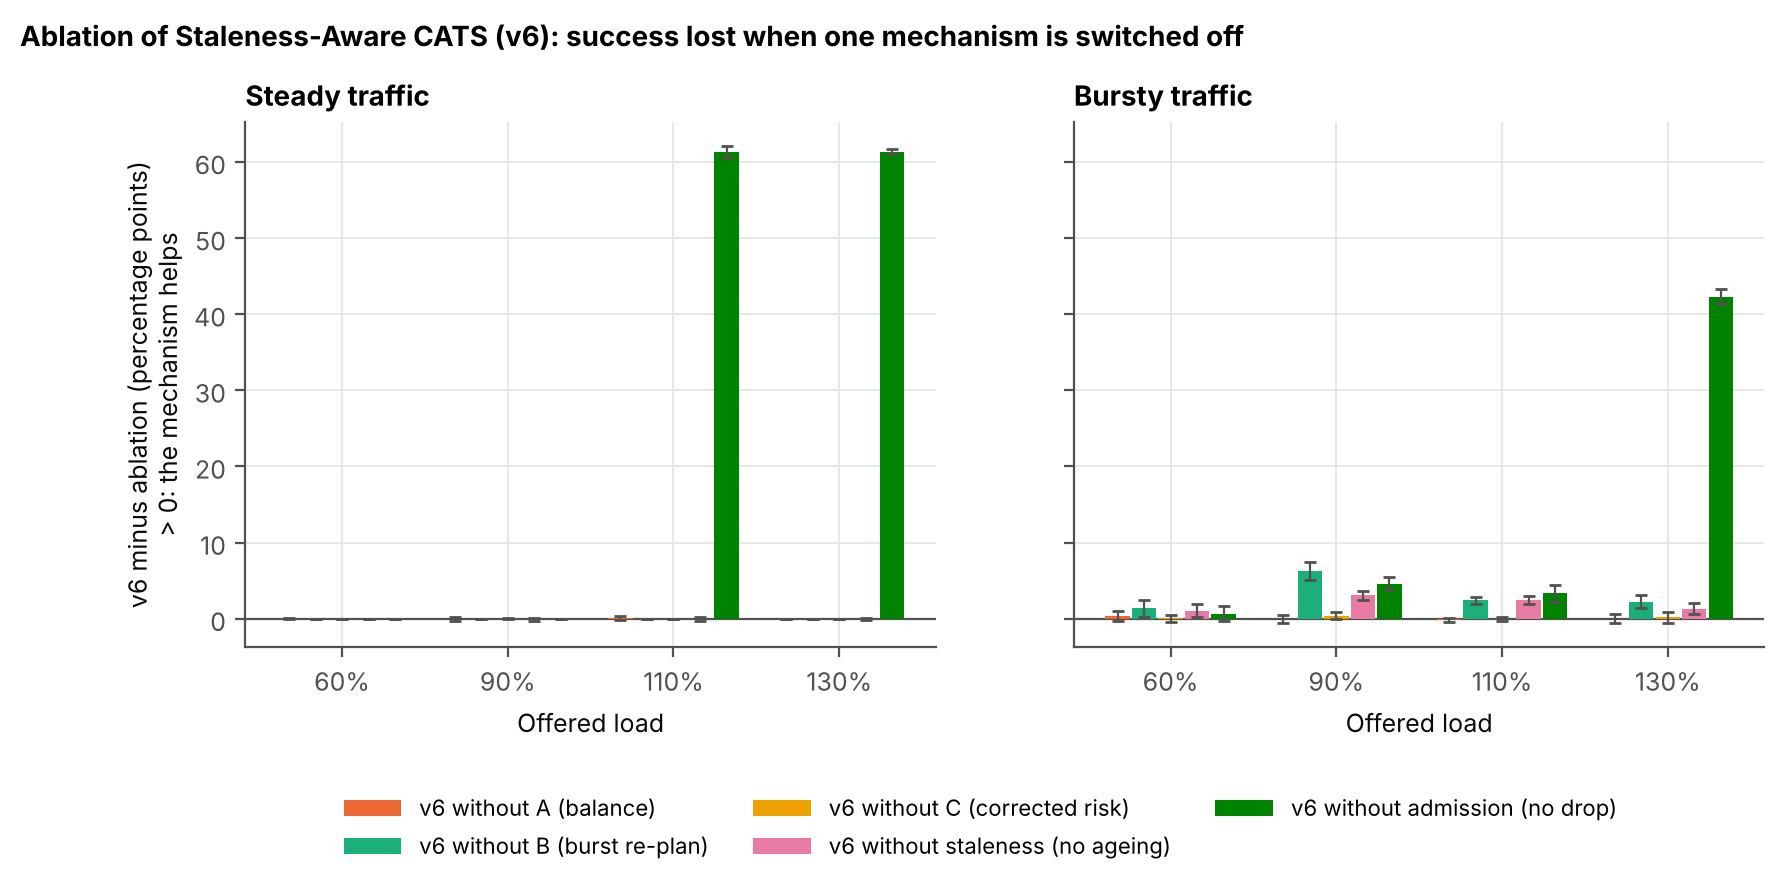 Ablation of Staleness-Aware CATS (v6): success lost when one mechanism is switched off
Steady traffic
Bursty traffic
v6 minus ablation (percentage points)
> 0: the mechanism helps
60
50
40
30
20
10
0
60%
90%
110%
130%
60%
90%
110%
130%
Offered load
Offered load
v6 without A (balance)
v6 without C (corrected risk)
v6 without admission (no drop)
v6 without B (burst re-plan)
v6 without staleness (no ageing)